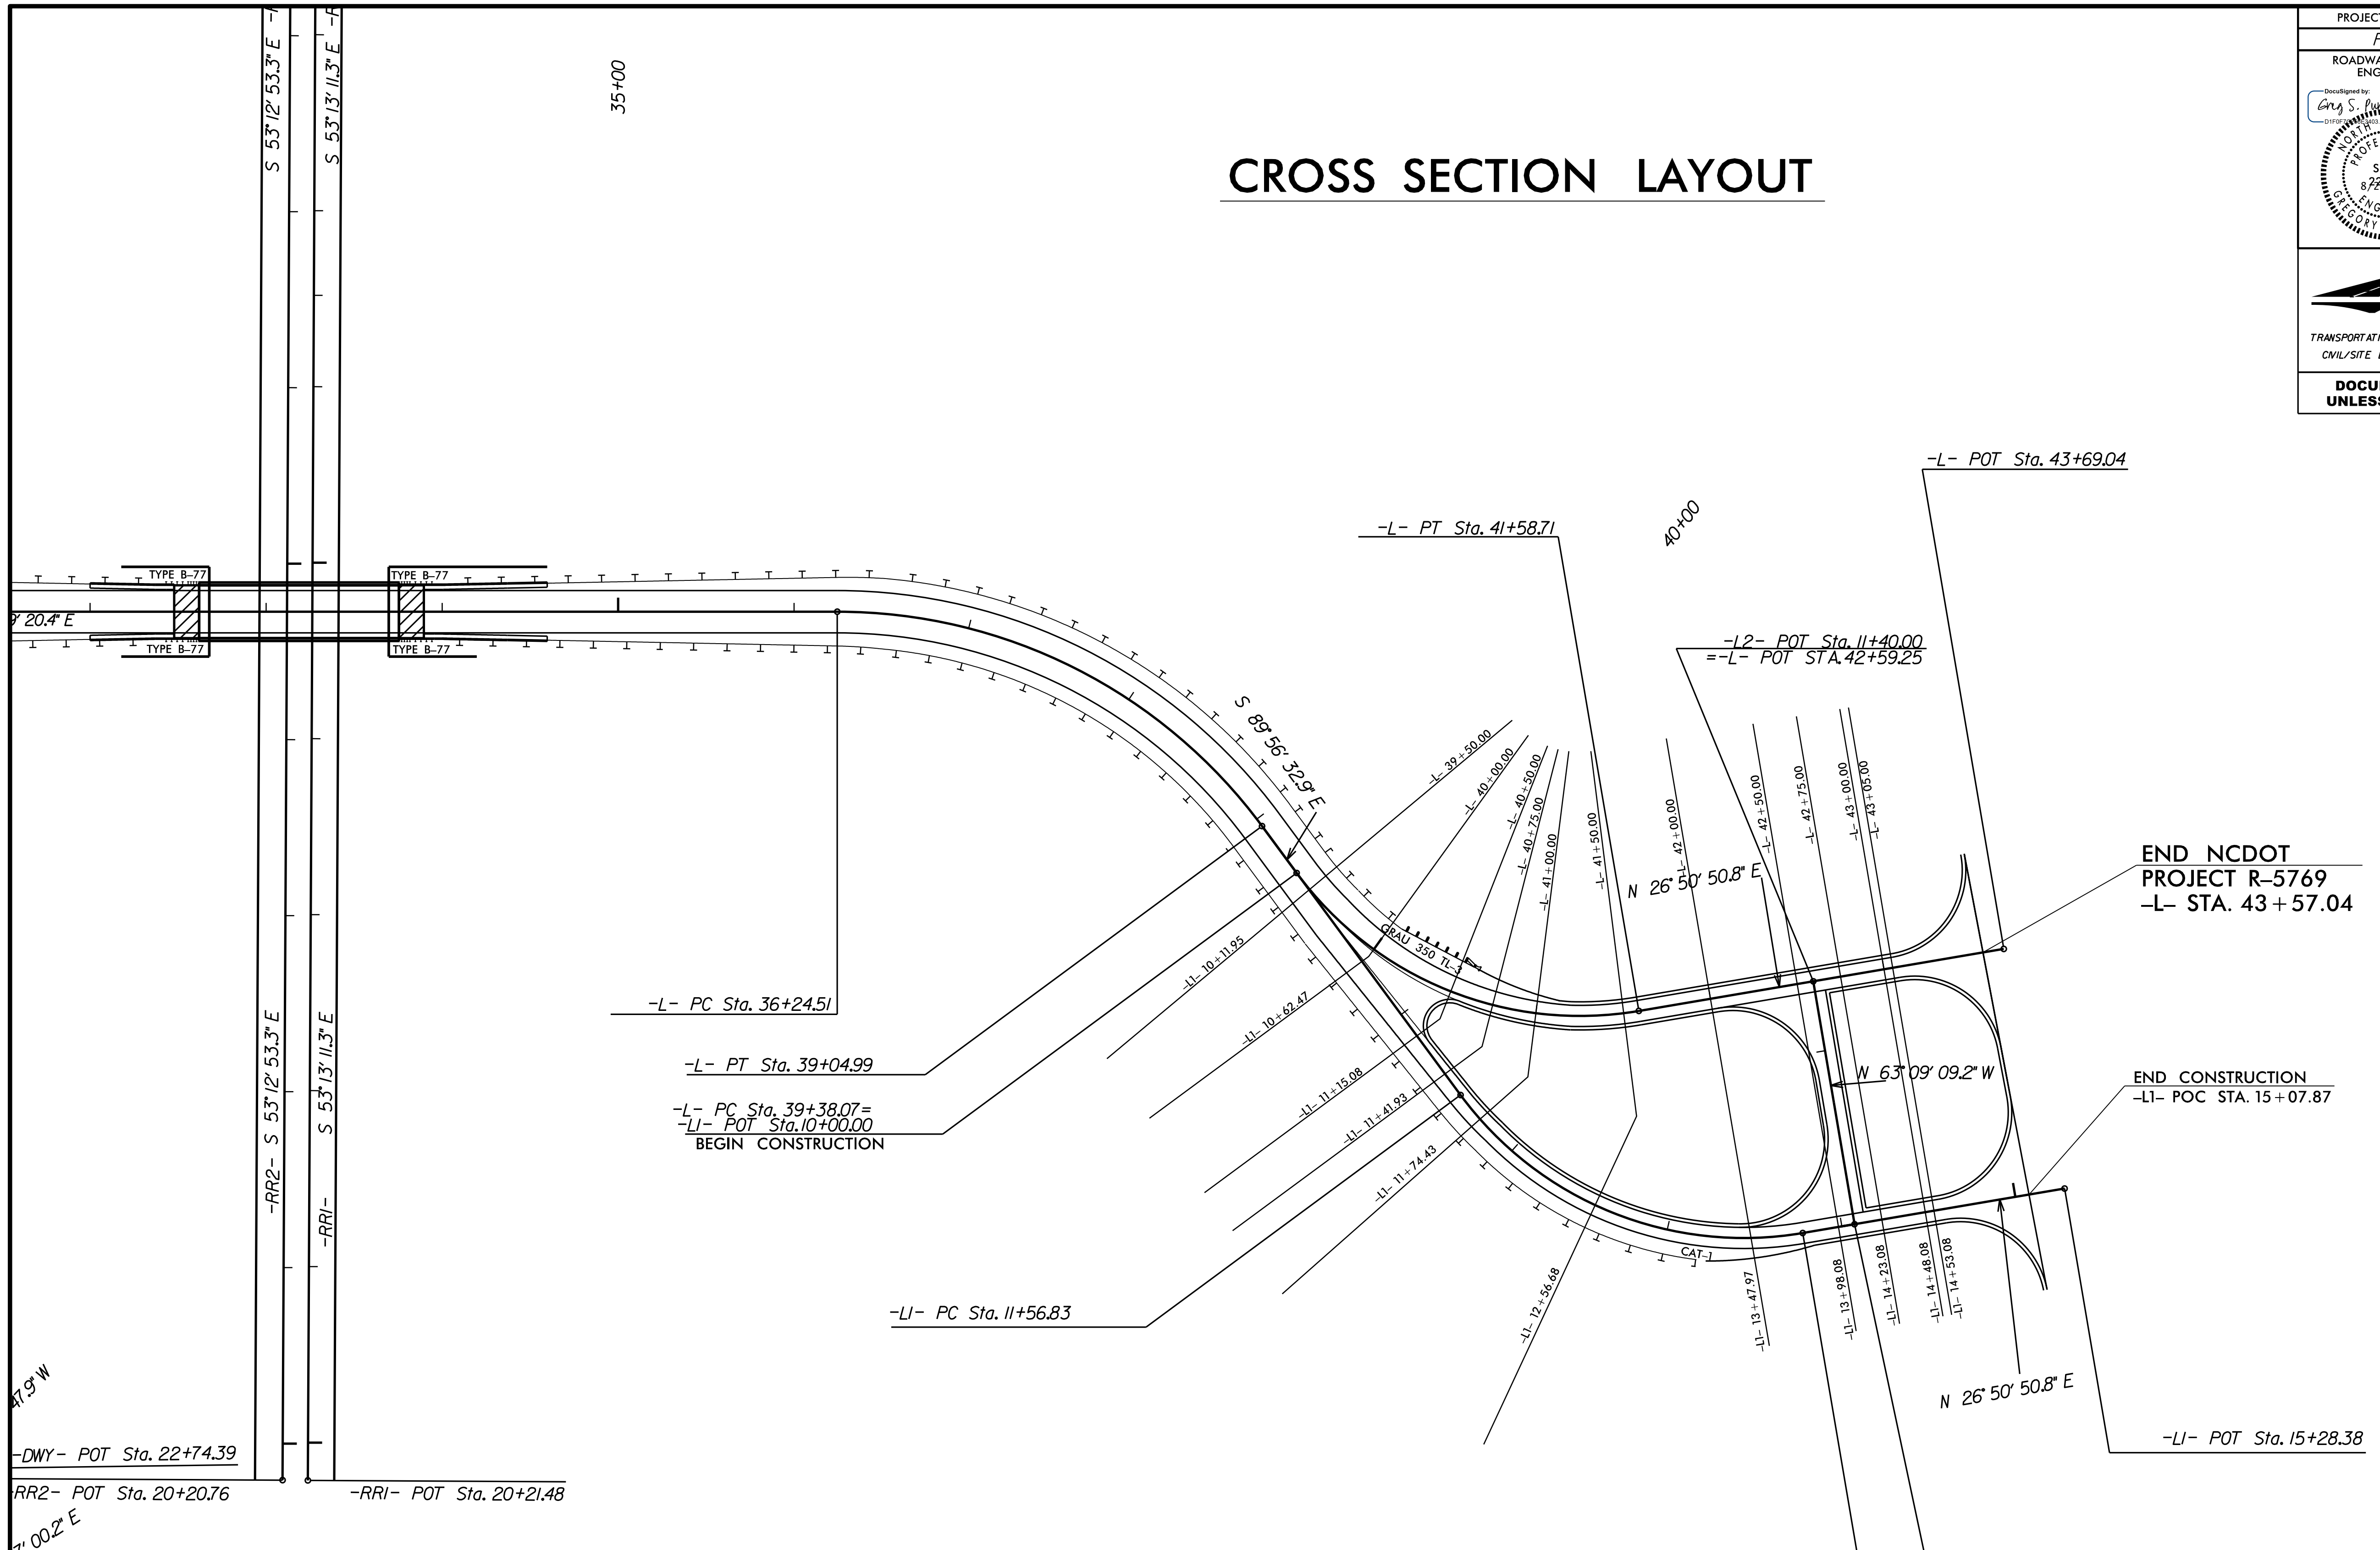 CROSS SECTION LAYOUT
S 53° 12' 53.3" E
S 53° 13' 11.3" E
35+00
DocuSigned by:
DOCU
UNLESS
-L- POT Sta. 43+69.04
40+00
-L- PT Sta. 41+58.71
-L2- POT Sta. 11+40.00
=-L- POT STA. 42+59.25
TYPE B-77
TYPE B-77
' 20.4" E
TYPE B-77
TYPE B-77
S 89° 56' 32.9" E
-L- 39+50.00
-L- 40+00.00
-L- 40+50.00
-L- 40+75.00
-L- 41+00.00
-L- 41+50.00
-L- 42+00.00
-L- 42+50.00
-L- 42+75.00
-L- 43+00.00
-L- 43+05.00
N 26° 50' 50.8" E
END NCDOT
PROJECT R-5769
-L- STA. 43+57.04
GRAU 350 TL-3
-L1- 10+11.95
-L- PC Sta. 36+24.51
-L1- 10+62.47
-L- PT Sta. 39+04.99
-L- PC Sta. 39+38.07=
-L1- POT Sta. 10+00.00
BEGIN CONSTRUCTION
-L1- 11+15.08
-L1- 11+41.93
-L1- 11+74.43
N 63° 09' 09.2" W
END CONSTRUCTION
-L1- POC STA. 15+07.87
-RR2- S 53° 12' 53.3" E
-RR1- S 53° 13' 11.3" E
CAT-1
-L1- PC Sta. 11+56.83
-L1- 12+56.68
-L1- 13+47.97
-L1- 13+98.08
-L1- 14+23.08
-L1- 14+48.08
-L1- 14+53.08
N 26° 50' 50.8" E
-L1- POT Sta. 15+28.38
47.9" W
-DWY- POT Sta. 22+74.39
-RR2- POT Sta. 20+20.76
-RR1- POT Sta. 20+21.48
' 00.2" E
PROJECT
ROADWA
ENG
NORTH
PROFE
GREGORY
TRANSPORTATI
CIVIL/SITE